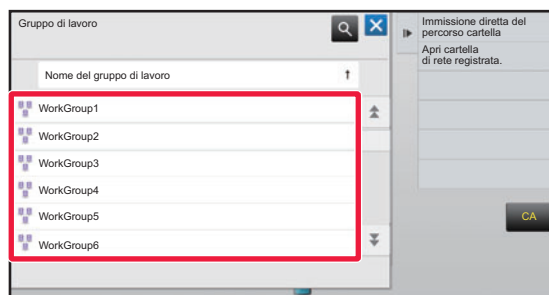 Gruppo di lavoro
Nome del gruppo di lavoro ↑
WorkGroup1
WorkGroup2
WorkGroup3
WorkGroup4
WorkGroup5
WorkGroup6
Immissione diretta del
percorso cartella
Apri cartella
di rete registrata.
CA